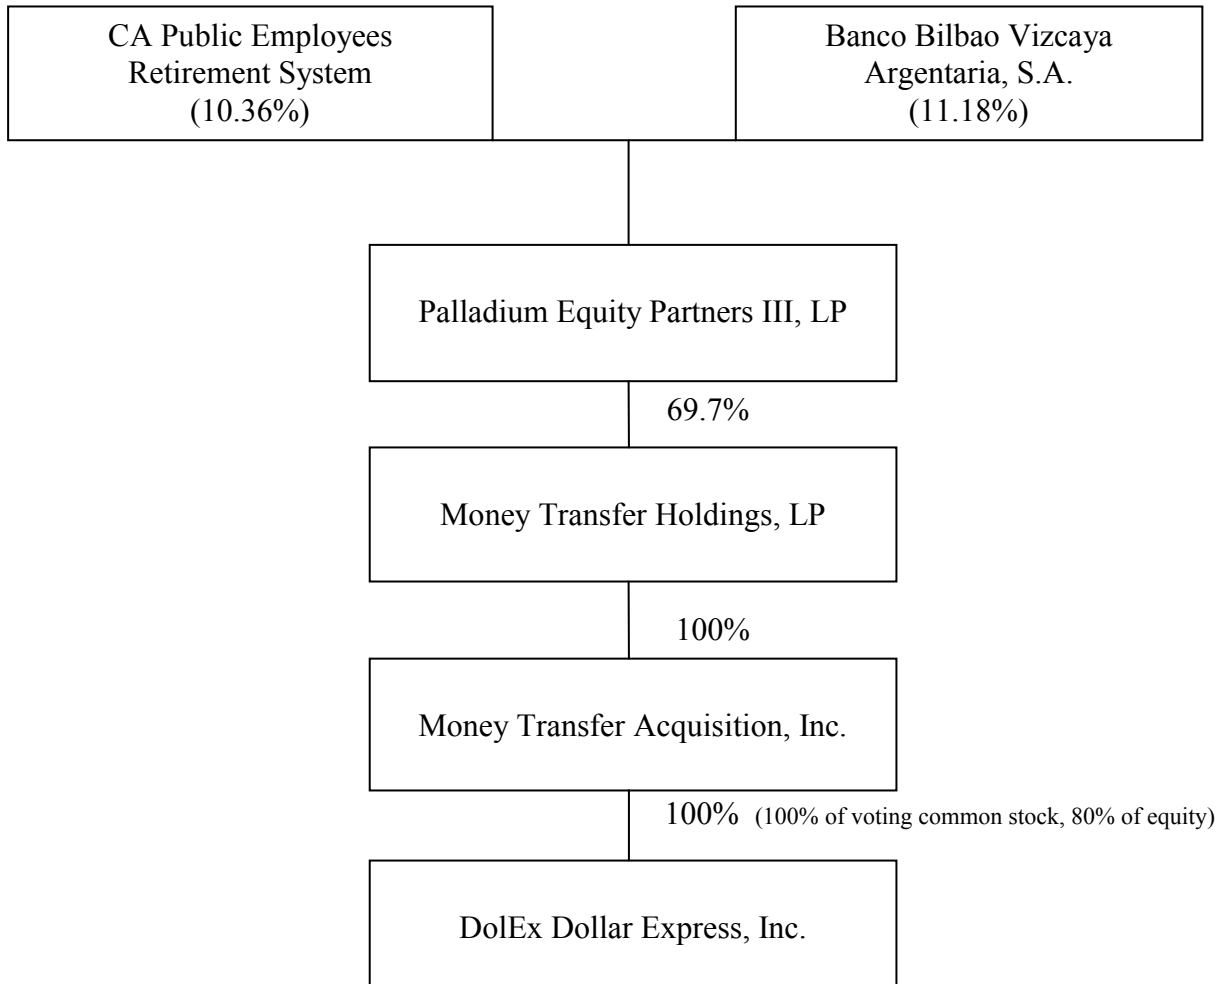 CA Public Employees
Retirement System
(10.36%)
Banco Bilbao Vizcaya
Argentaria, S.A.
(11.18%)
Palladium Equity Partners III, LP
69.7%
Money Transfer Holdings, LP
100%
Money Transfer Acquisition, Inc.
100% (100% of voting common stock, 80% of equity)
DolEx Dollar Express, Inc.